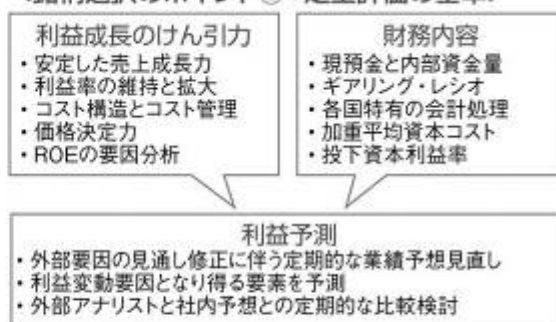 利益成長のけん引力
・安定した売上成長力
・利益率の維持と拡大
・コスト構造とコスト管理
・価格決定力
・ROEの要因分析
財務内容
・現預金と内部資金量
・ギアリング・レシオ
・各国特有の会計処理
・加重平均資本コスト
・投下資本利益率
利益予測
・外部要因の見通し修正に伴う定期的な業績予想見直し
・利益変動要因となり得る要素を予測
・外部アナリストと社内予想との定期的な比較検討